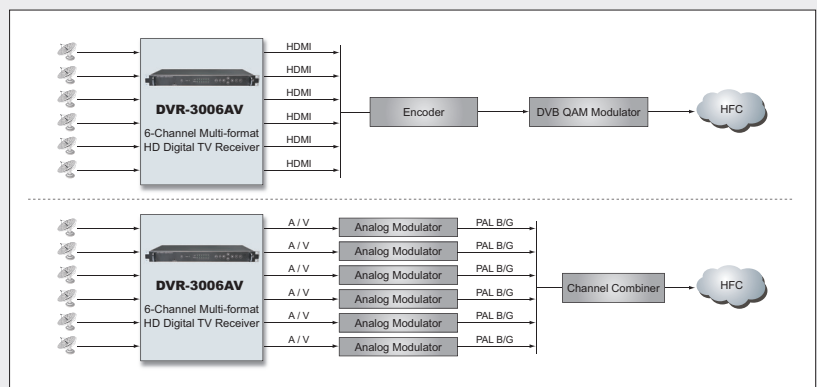 HDMI
HDMI
HDMI
HDMI
HDMI
HDMI
DVR-3006AV
6-Channel Multi-format
HD Digital TV Receiver
Encoder
DVB QAM Modulator
HFC
A / V
A / V
A / V
A / V
A / V
A / V
DVR-3006AV
6-Channel Multi-format
HD Digital TV Receiver
Analog Modulator
Analog Modulator
Analog Modulator
Analog Modulator
Analog Modulator
Analog Modulator
PAL B/G
PAL B/G
PAL B/G
PAL B/G
PAL B/G
PAL B/G
Channel Combiner
HFC